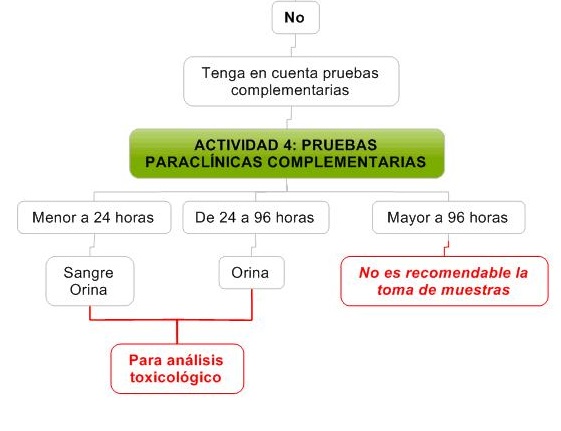 No
Tenga en cuenta pruebas
complementarias
ACTIVIDAD 4: PRUEBAS
PARACLÍNICAS COMPLEMENTARIAS
Menor a 24 horas
De 24 a 96 horas
Mayor a 96 horas
Sangre
Orina
Orina
No es recomendable la
toma de muestras
Para análisis
toxicológico